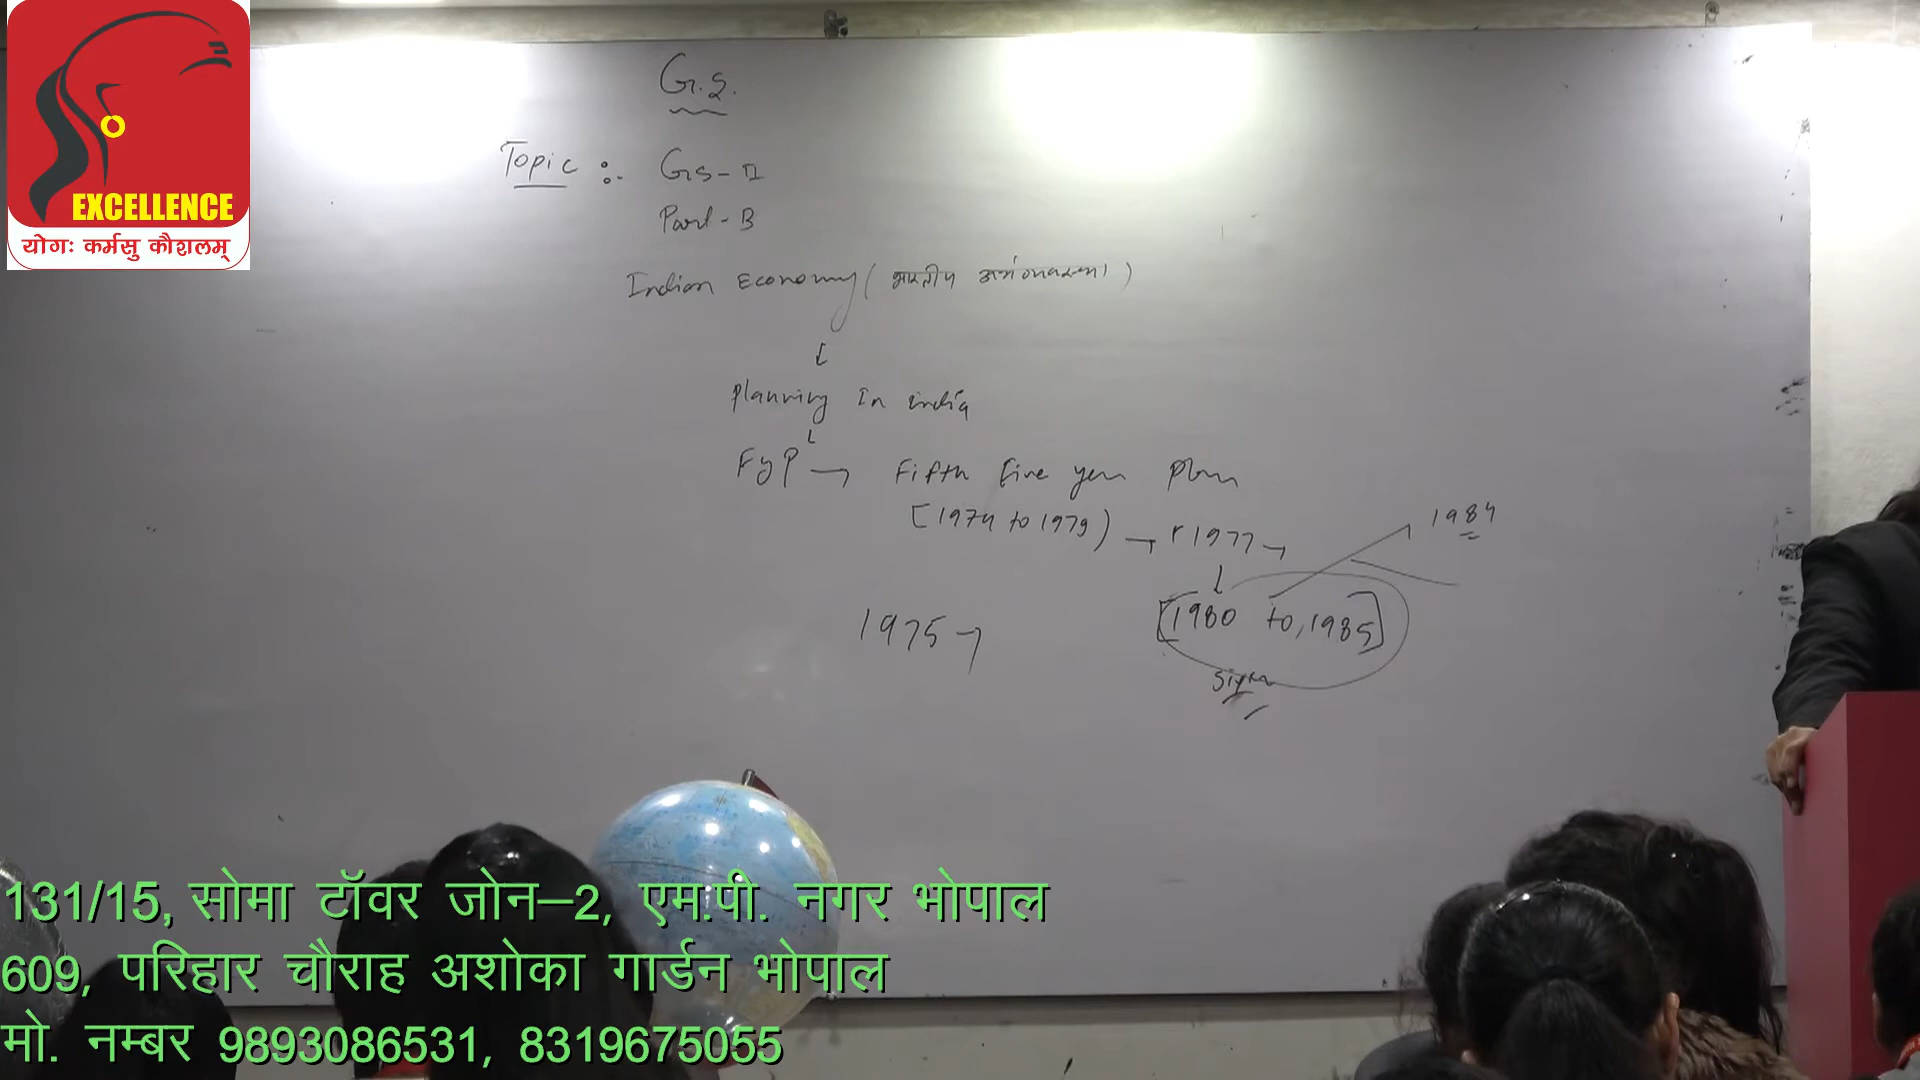 EXCELLENCE
योगः कर्मसु कौशलम्
G.S.
Topic :- GS-II
Part-B
Indian Economy (भारतीय अर्थव्यवस्था)
Planning In india
FYP → Fifth five year plan
[1974 to 1979) → 1977 →
1984
1975 →
[1980 to, 1985]
131/15, सोमा टॉवर जोन–2, एम.पी. नगर भोपाल
609, परिहार चौराह अशोका गार्डन भोपाल
मो. नम्बर 9893086531, 8319675055